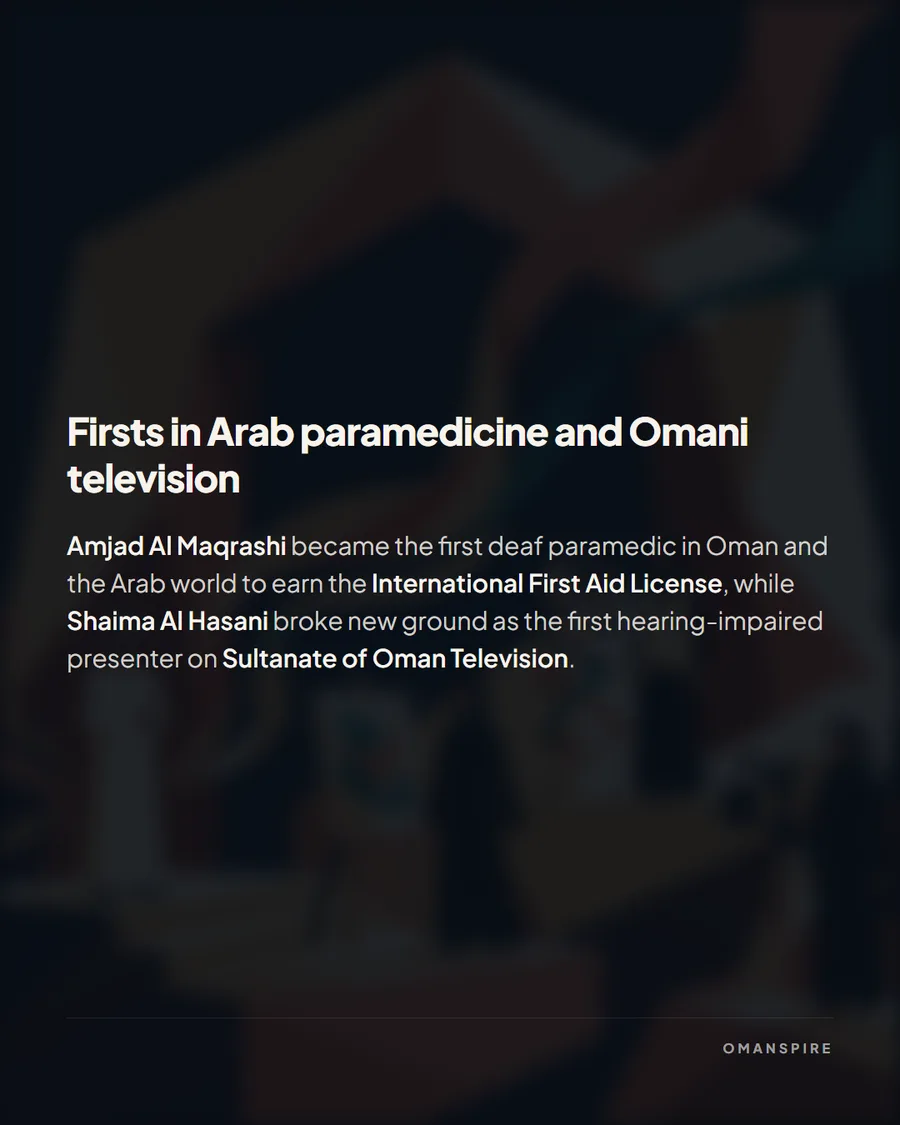 Firsts in Arab paramedicine and Omani
television
Amjad Al Maqrashi became the first deaf paramedic in Oman and
the Arab world to earn the International First Aid License, while
Shaima Al Hasani broke new ground as the first hearing-impaired
presenter on Sultanate of Oman Television.
OMANSPIRE